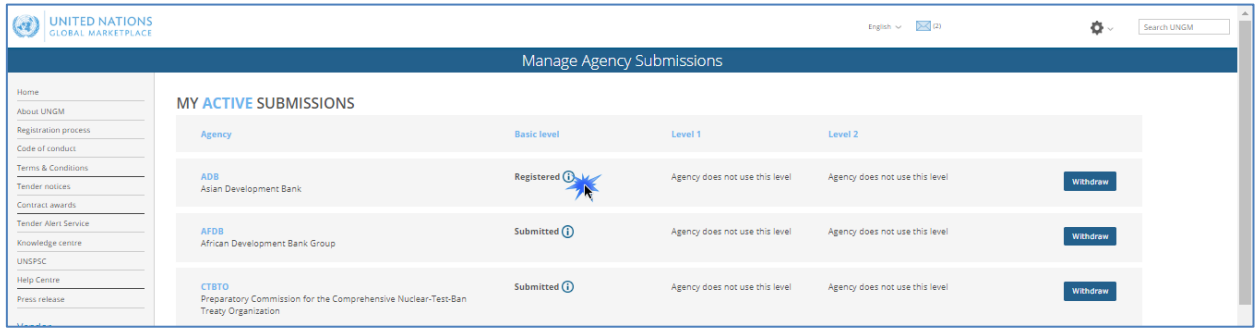 UNITED NATIONS
GLOBAL MARKETPLACE
English
(2)
Search UNGM
Manage Agency Submissions
Home
About UNGM
Registration process
Code of conduct
Terms & Conditions
Tender notices
Contract awards
Tender Alert Service
Knowledge centre
UNSPSC
Help Centre
Press release
MY ACTIVE SUBMISSIONS
Agency Basic level Level 1 Level 2
ADB
Asian Development Bank
Registered
Agency does not use this level
Agency does not use this level
Withdraw
AFDB
African Development Bank Group
Submitted
Agency does not use this level
Agency does not use this level
Withdraw
CTBTO
Preparatory Commission for the Comprehensive Nuclear-Test-Ban
Treaty Organization
Submitted
Agency does not use this level
Agency does not use this level
Withdraw